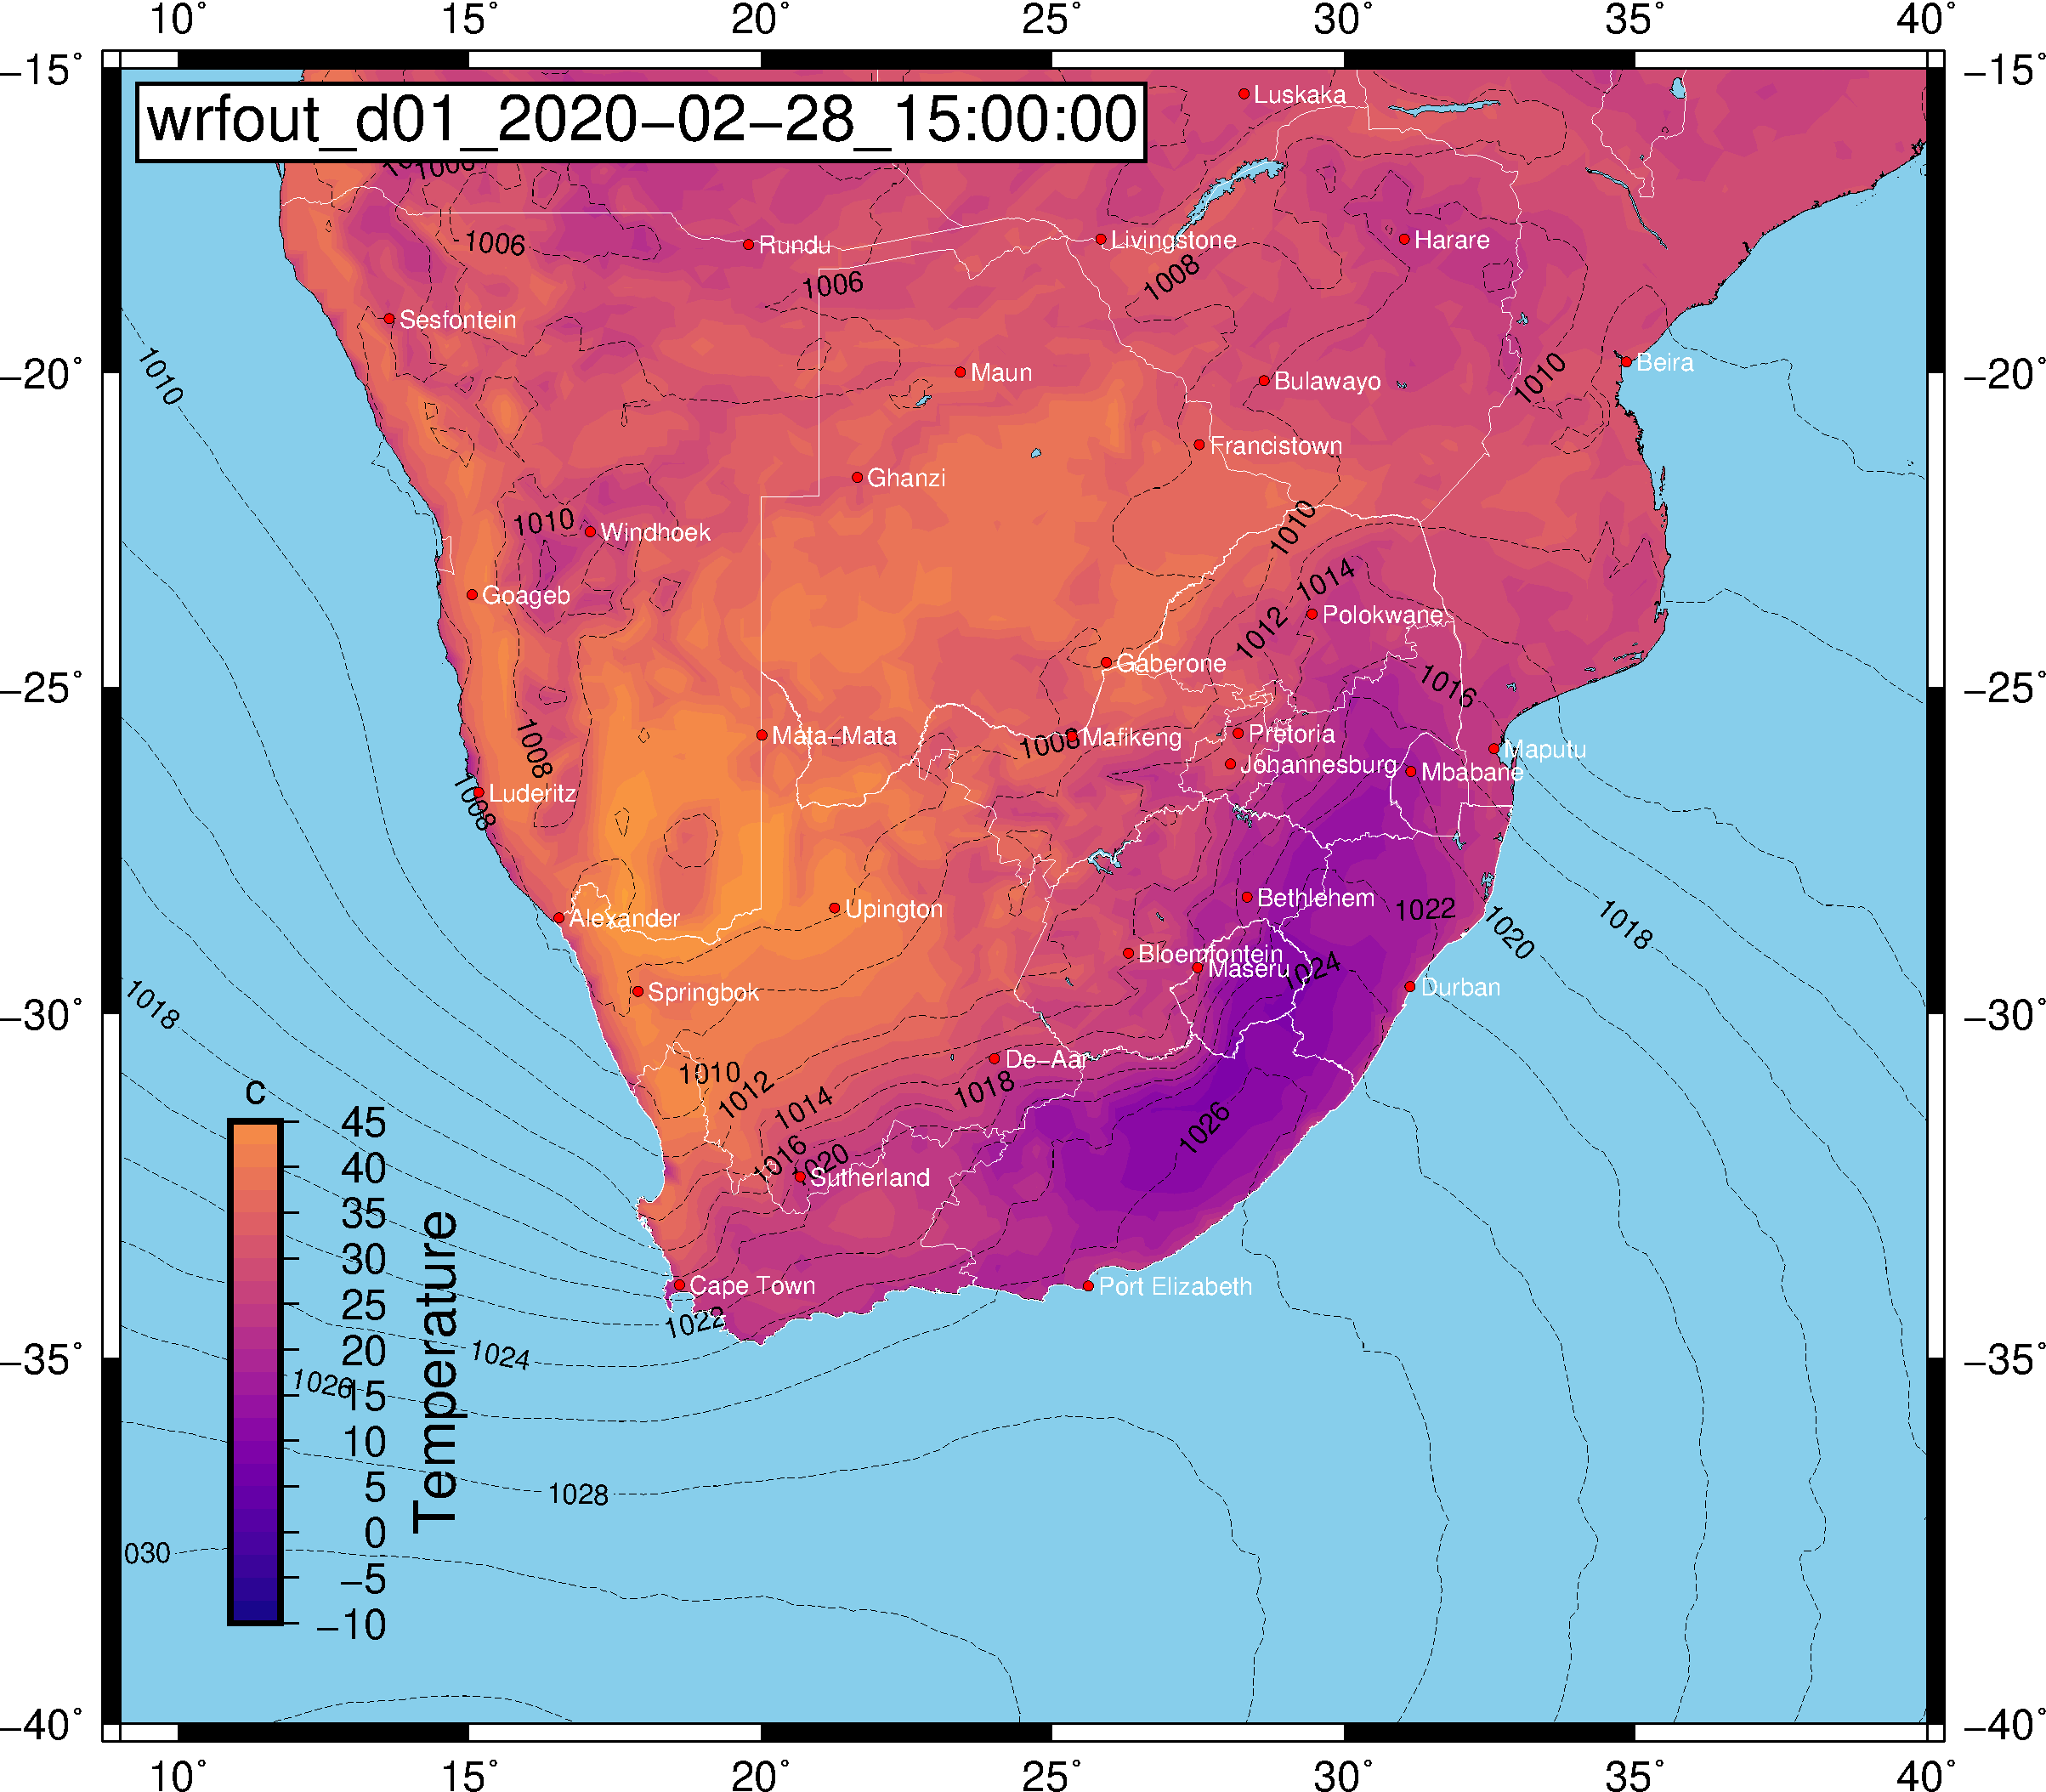 10° 15° 20° 25° 30° 35° 40°
−15° −15°
wrfout_d01_2020−02−28_15:00:00
Luskaka
1006
1006
Rundu
Livingstone
Harare
1006
1008
Sesfontein
1010
Maun
Bulawayo
1010
Beira
−20° −20°
Francistown
Ghanzi
1010
Windhoek
1010
1014
Goageb
Polokwane
1012
Gaberone
1016
−25° −25°
1008
Mata−Mata
1008
Mafikeng
Pretoria
Maputu
Johannesburg
Mbabane
1008
Luderitz
Bethlehem
1022
1020
1018
Alexander
Upington
Bloemfontein
Maseru
1024
Durban
Springbok
1018
−30° −30°
De−Aar
1010
1012
1014
1018
1026
1016
1020
Sutherland
Cape Town
Port Elizabeth
1022
1024
1026
−35° −35°
1028
030
c
45
40
35
30
25
20
15
10
5
0
−5
−10
Temperature
−40° −40°
10° 15° 20° 25° 30° 35° 40°